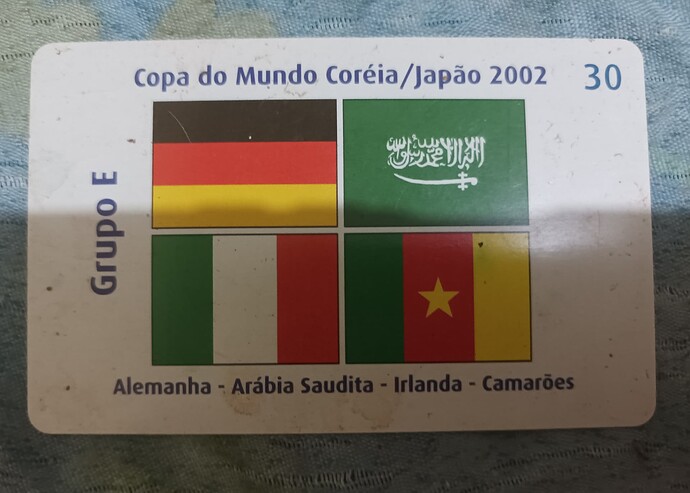 Copa do Mundo Coréia/Japão 2002
30
Grupo E
Alemanha - Arábia Saudita - Irlanda - Camarões